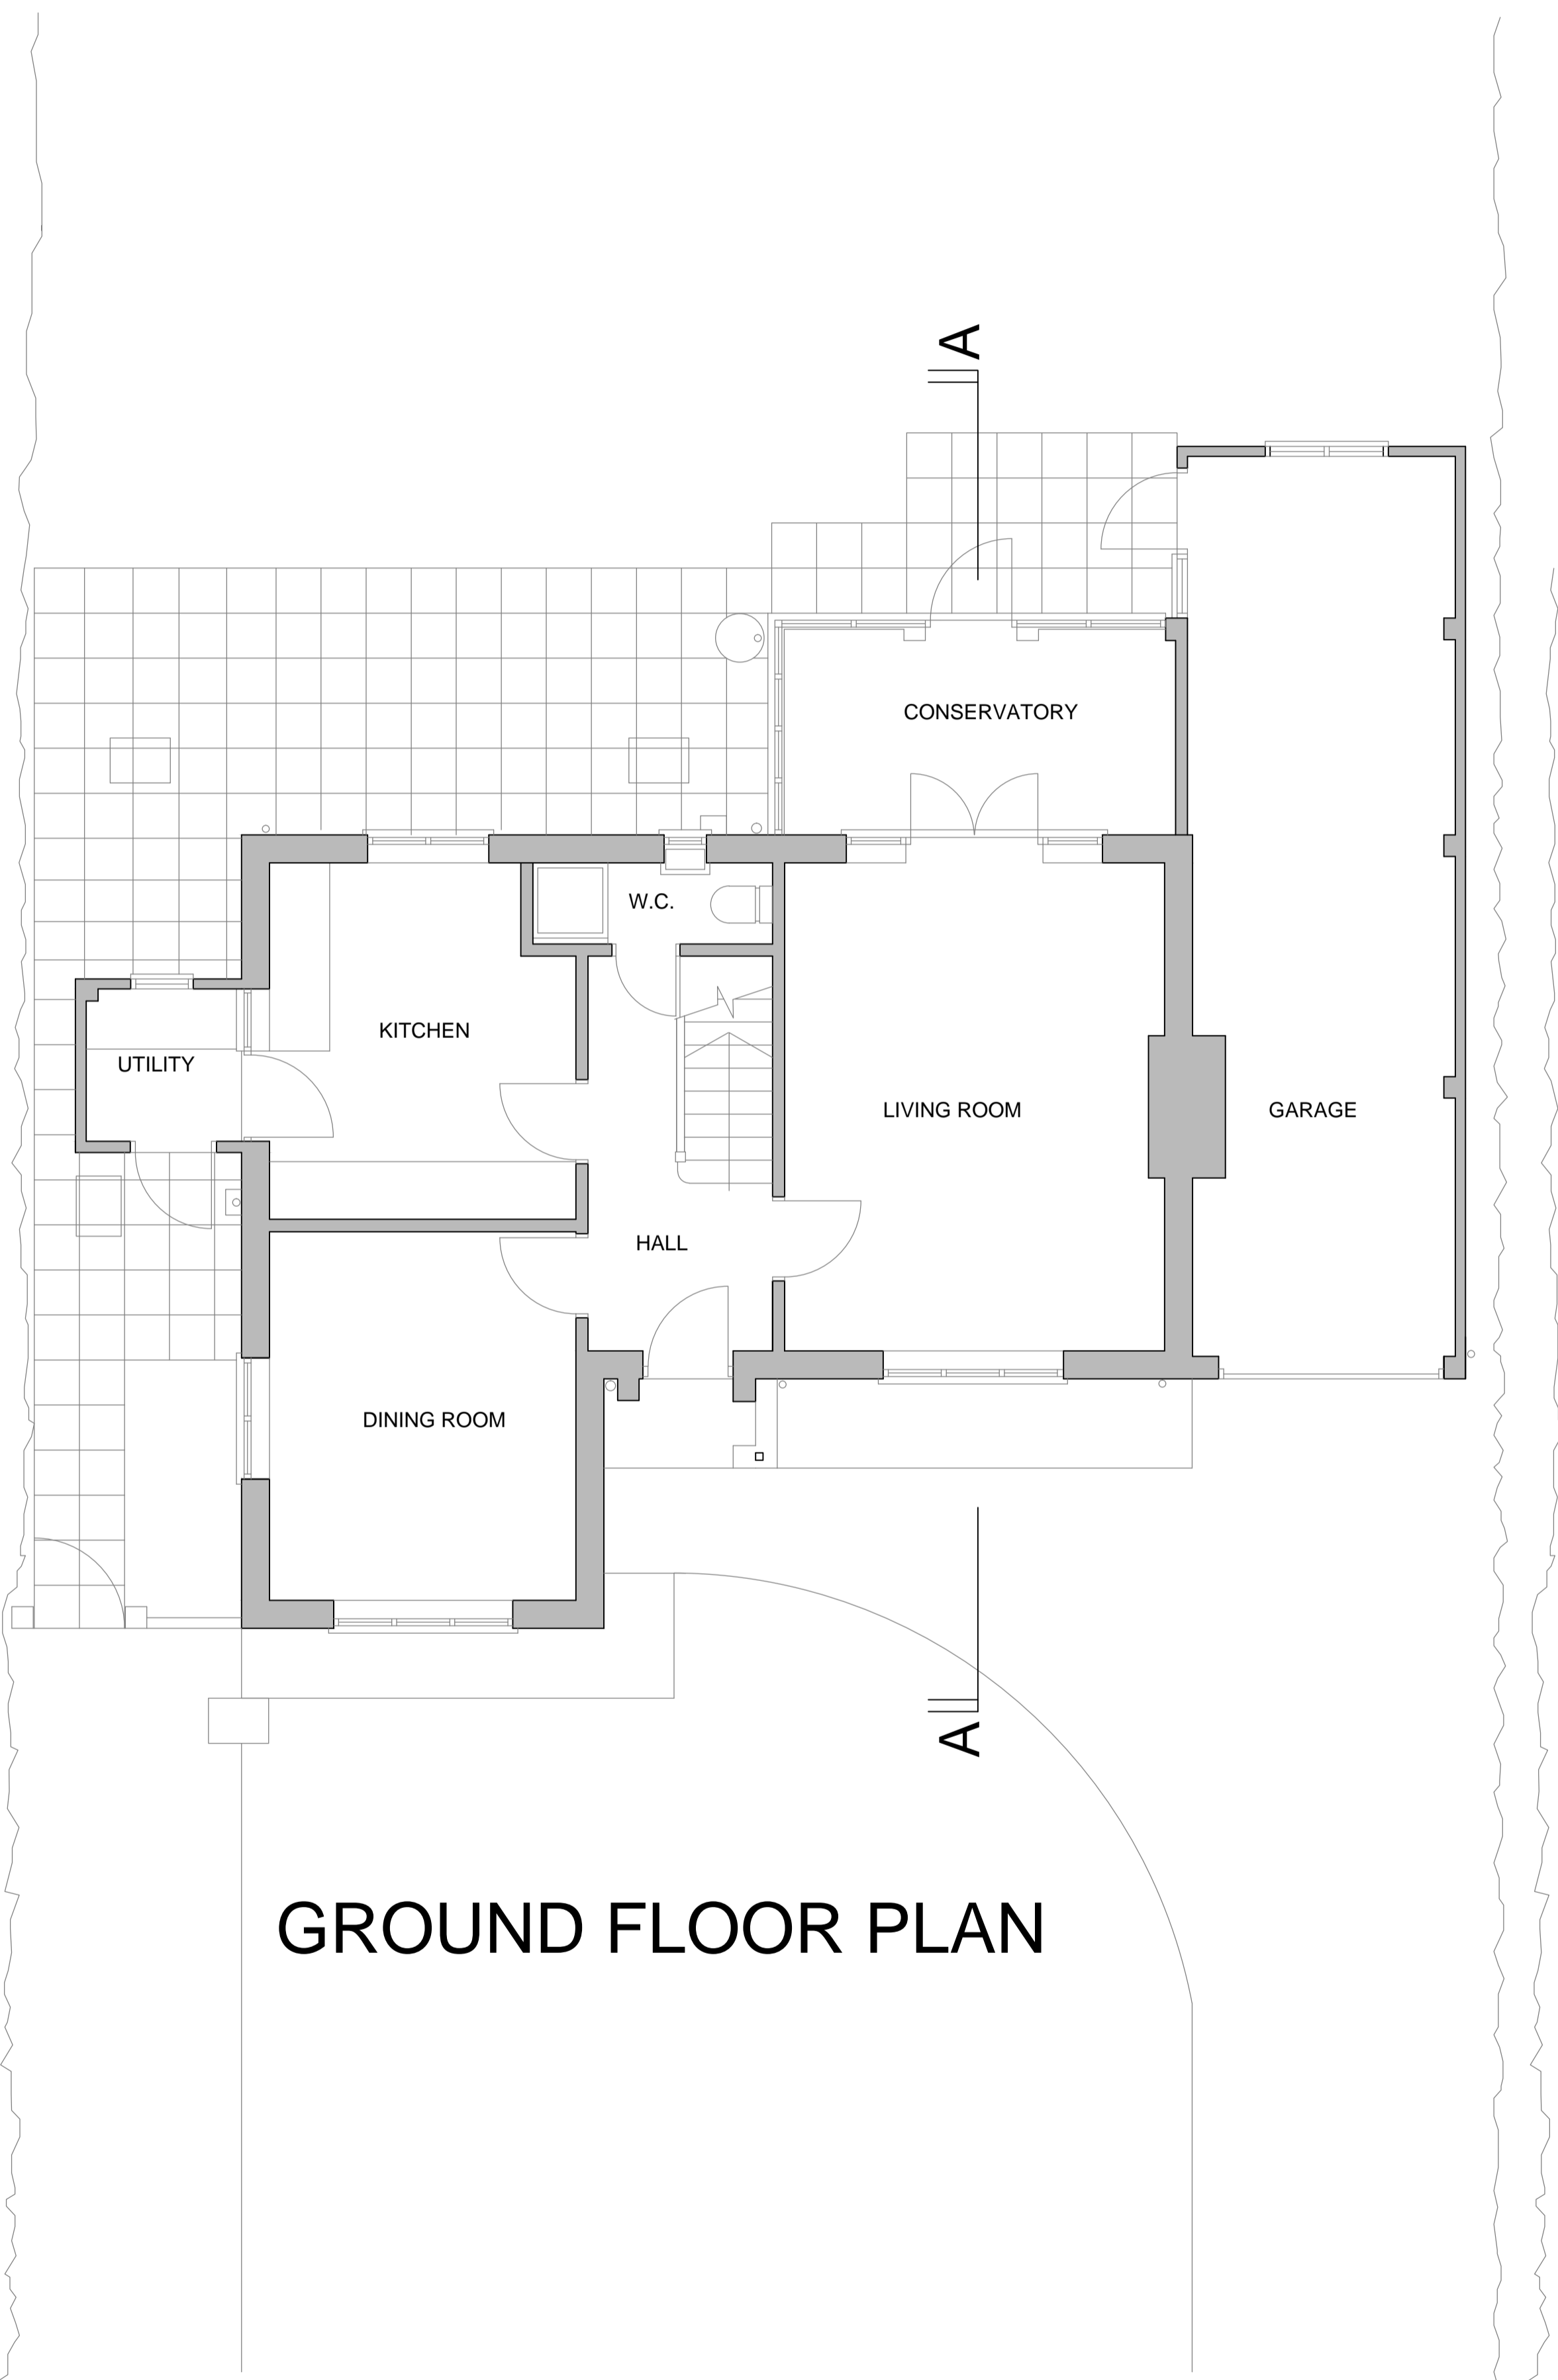 A
CONSERVATORY
W.C.
KITCHEN
UTILITY
LIVING ROOM
GARAGE
HALL
DINING ROOM
A
GROUND FLOOR PLAN